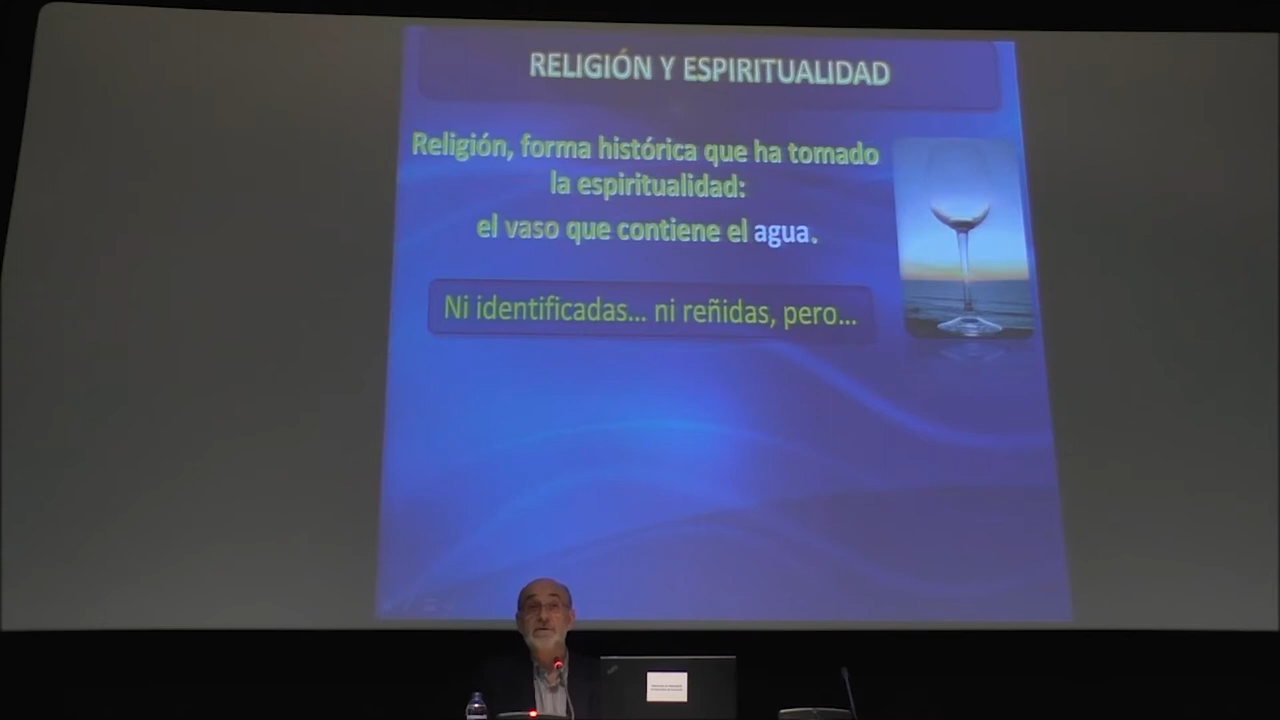 RELIGIÓN Y ESPIRITUALIDAD
Religión, forma histórica que ha tomado
la espiritualidad:
el vaso que contiene el agua.
Ni identificadas... ni reñidas, pero...